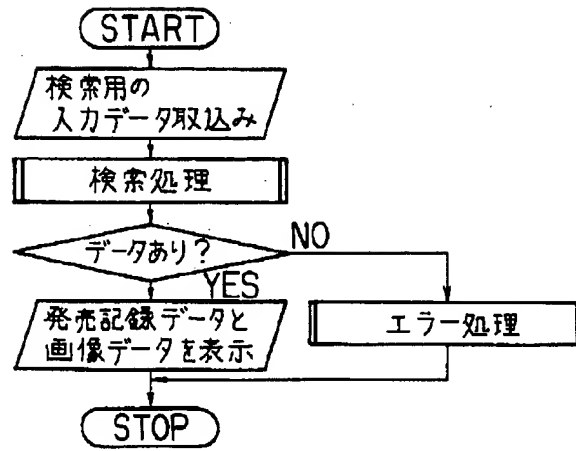 START
検索用の
入力データ取込み
検索処理
データあり?
NO
YES
発売記録データと
画像データを表示
エラー処理
STOP